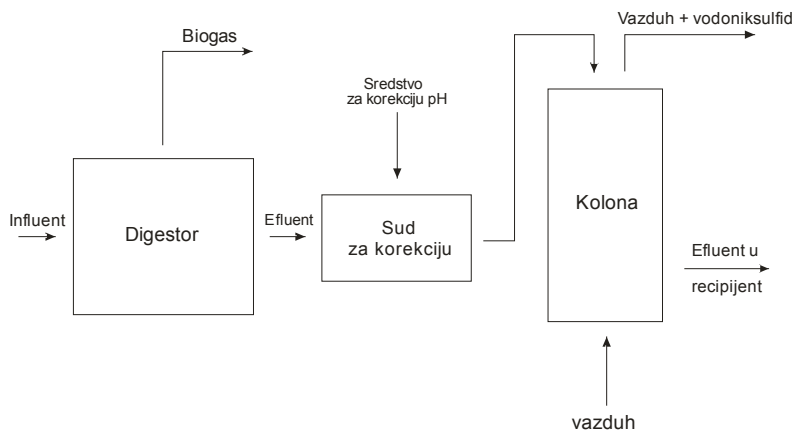 Vazduh + vodoniksulfid
Biogas
Sredstvo
za korekciju pH
Influent
Digestor
Efluent
Sud
za korekciju
Kolona
Efluent u
recipijent
vazduh